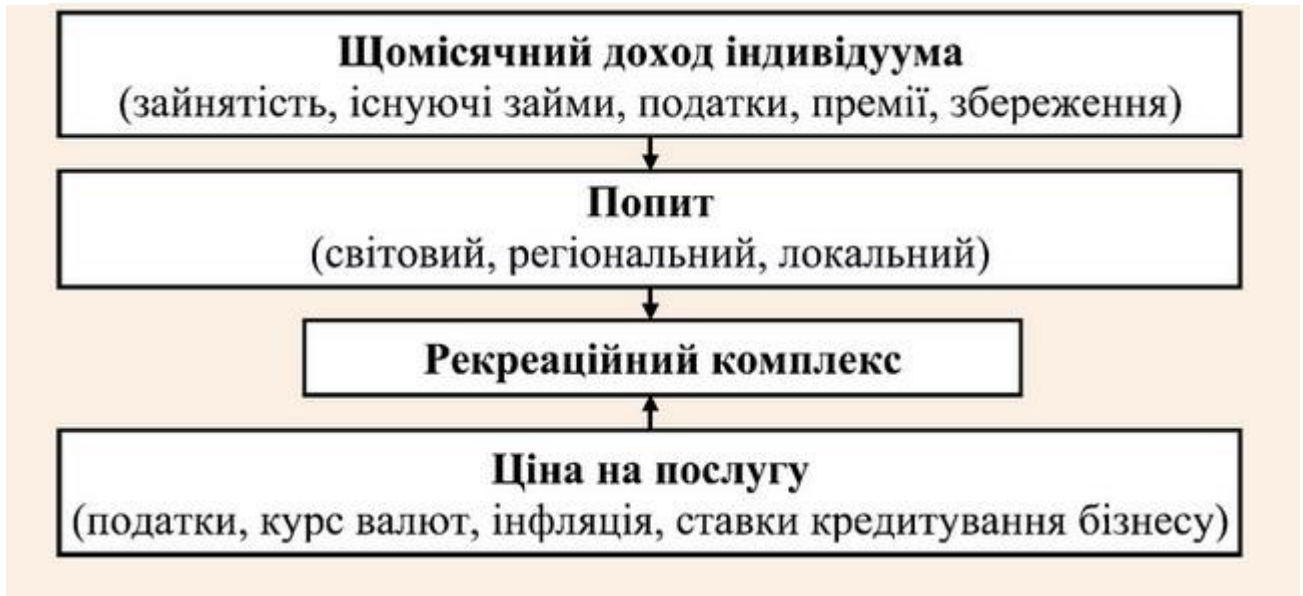 Щомісячний доход індивідуума
(зайнятість, існуючі займи, податки, премії, збереження)
Попит
(світовий, регіональний, локальний)
Рекреаційний комплекс
Ціна на послугу
(податки, курс валют, інфляція, ставки кредитування бізнесу)